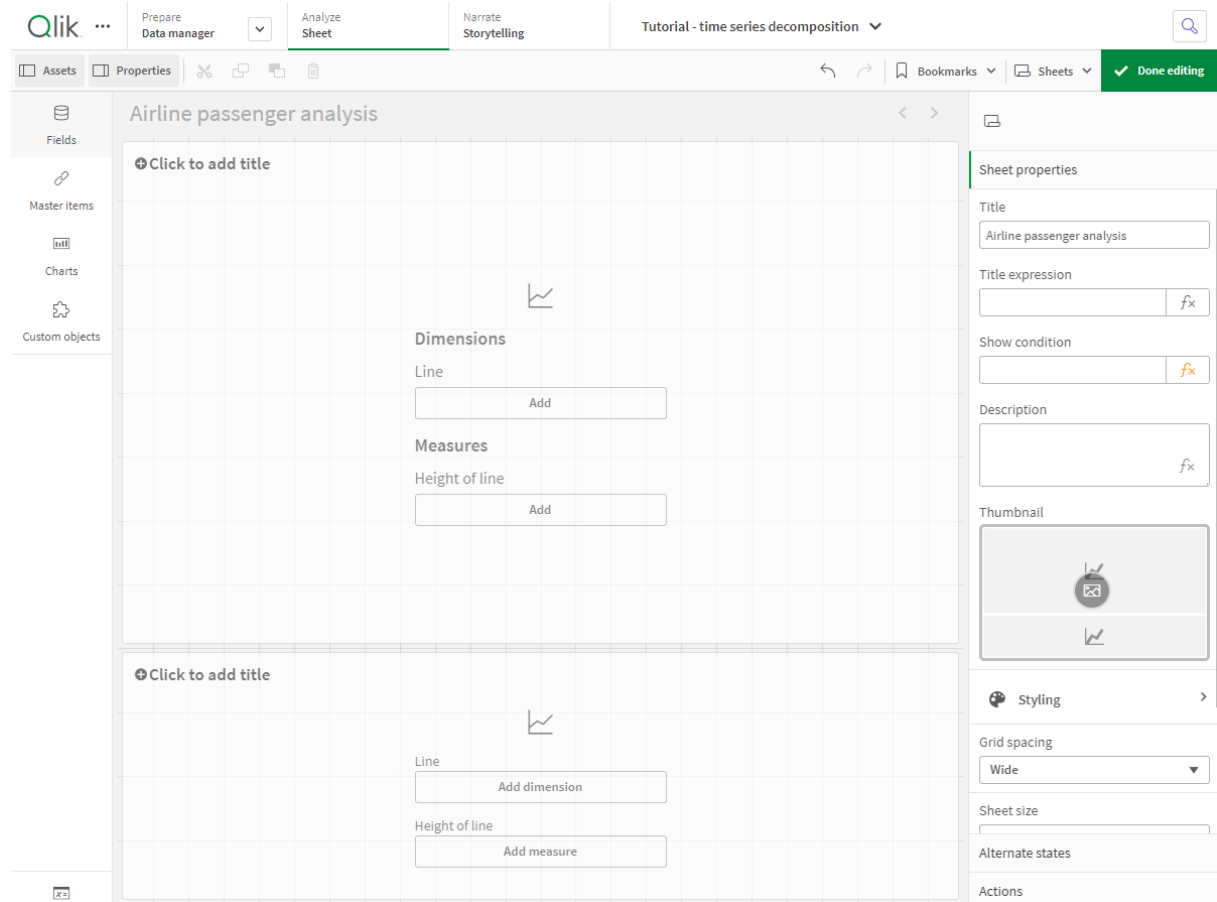 Qlik
Prepare
Data manager
Analyze
Sheet
Narrate
Storytelling
Tutorial - time series decomposition
Assets
Properties
Bookmarks
Sheets
Done editing
Fields
Master items
Charts
Custom objects
Airline passenger analysis
Click to add title
Dimensions
Line
Add
Measures
Height of line
Add
Click to add title
Line
Add dimension
Height of line
Add measure
Sheet properties
Title
Airline passenger analysis
Title expression
fx
Show condition
fx
Description
fx
Thumbnail
Styling
Grid spacing
Wide
Sheet size
Alternate states
Actions
x=